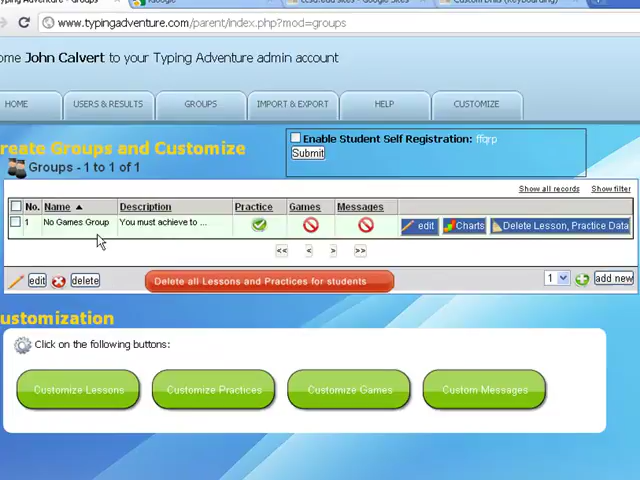 Typing Adventure - Groups
www.typingadventure.com/parent/index.php?mod=groups
ome John Calvert to your Typing Adventure admin account
HOME
USERS & RESULTS
GROUPS
IMPORT & EXPORT
HELP
CUSTOMIZE
reate Groups and Customize
Enable Student Self Registration: ffqrp
Submit
Groups - 1 to 1 of 1
Show all records Show filter
No. Name Description Practice Games Messages
1 No Games Group You must achieve to ... edit Charts Delete Lesson, Practice Data
<< < > >>
edit delete Delete all Lessons and Practices for students 1 add new
ustomization
Click on the following buttons:
Customize Lessons Customize Practices Customize Games Custom Messages